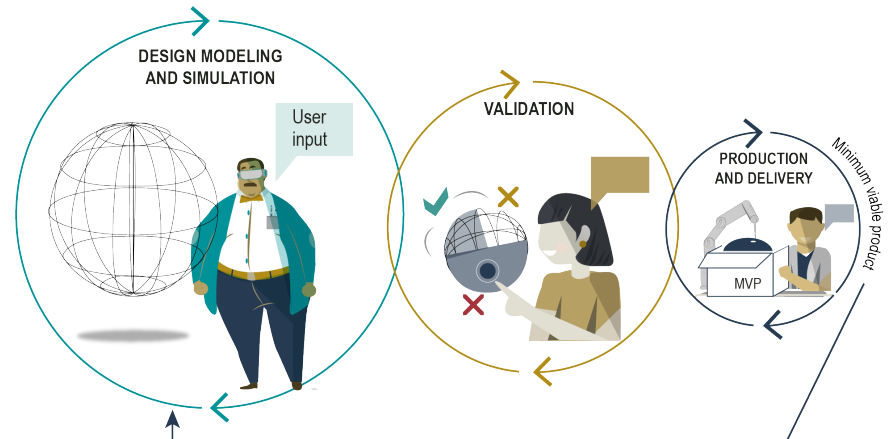 DESIGN MODELING
AND SIMULATION
User
input
VALIDATION
PRODUCTION
AND DELIVERY
MVP
Minimum viable product